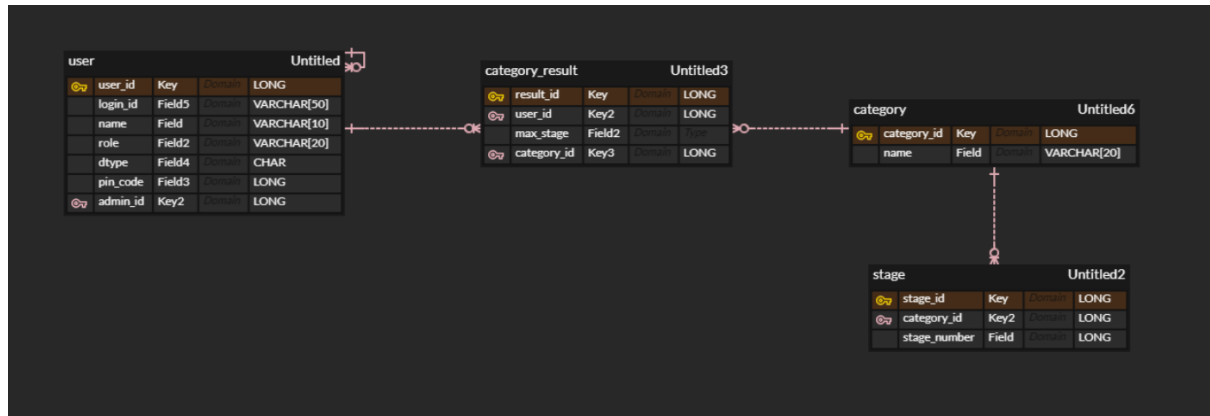 user Untitled
user_id Key Domain LONG
login_id Field5 Domain VARCHAR[50]
name Field Domain VARCHAR[10]
role Field2 Domain VARCHAR[20]
dtype Field4 Domain CHAR
pin_code Field3 Domain LONG
admin_id Key2 Domain LONG
category_result Untitled3
result_id Key Domain LONG
user_id Key2 Domain LONG
max_stage Field2 Domain Type
category_id Key3 Domain LONG
category Untitled6
category_id Key Domain LONG
name Field Domain VARCHAR[20]
stage Untitled2
stage_id Key Domain LONG
category_id Key2 Domain LONG
stage_number Field Domain LONG